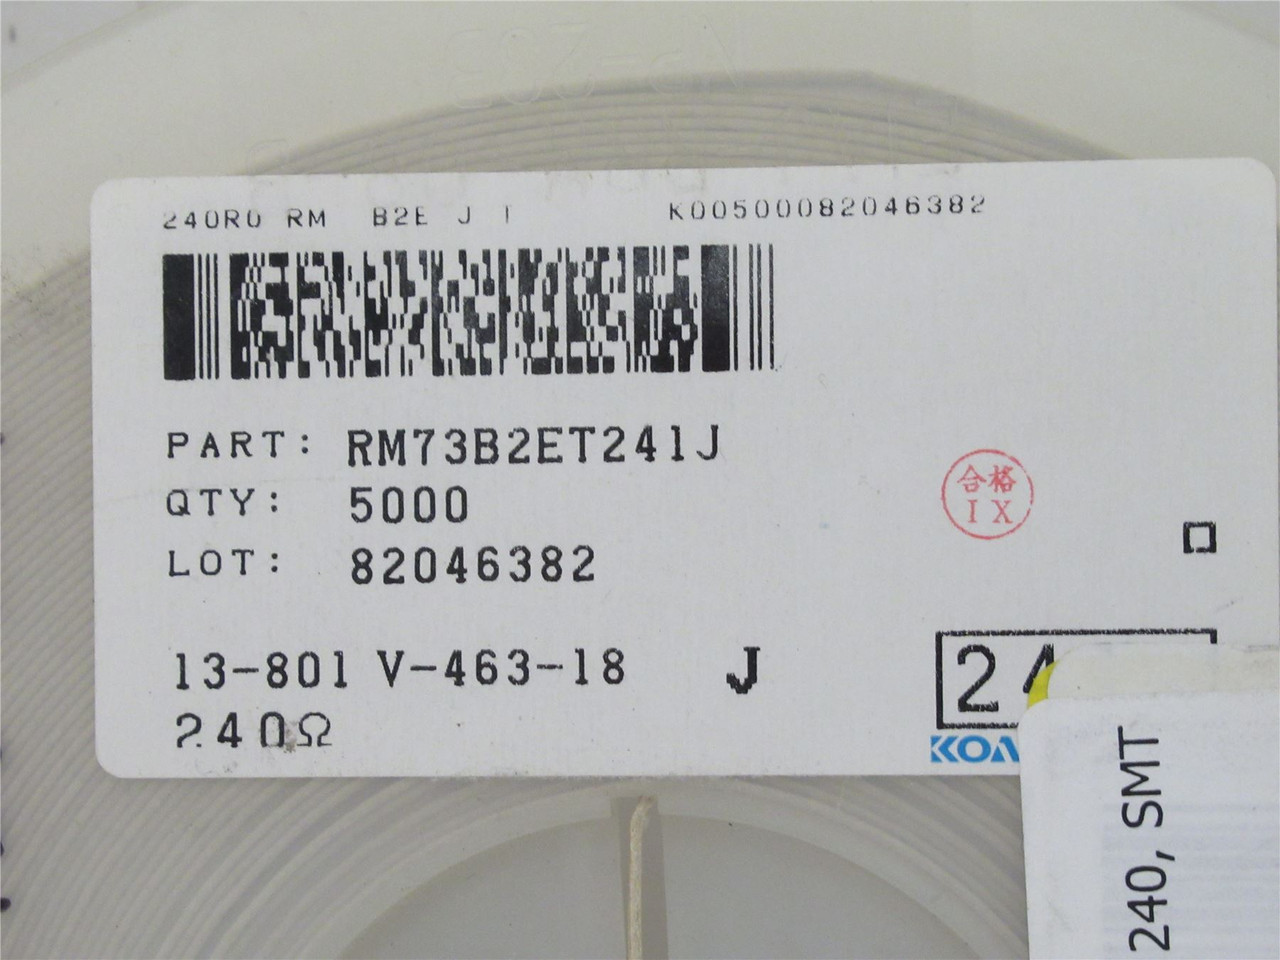 240R0 RM B2E J I K00500082046382
PART: RM73B2ET241J
QTY: 5000
LOT: 82046382
合格
IX
13-801 V-463-18 J
24
240Ω
KOA
240, SMT